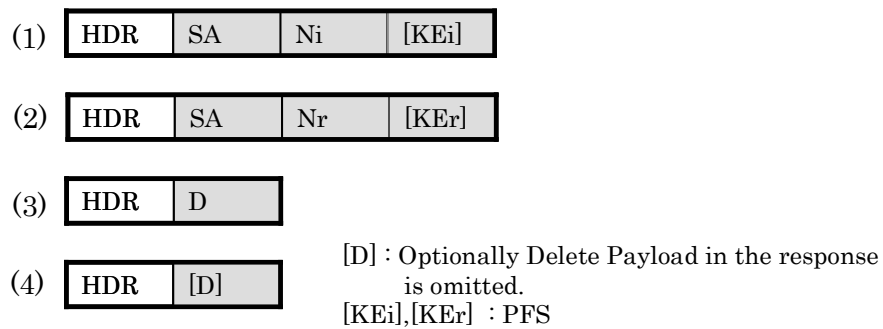 (1) HDR SA Ni [KEi]
(2) HDR SA Nr [KEr]
(3) HDR D
(4) HDR [D]
[D] : Optionally Delete Payload in the response
is omitted.
[KEi],[KEr] : PFS